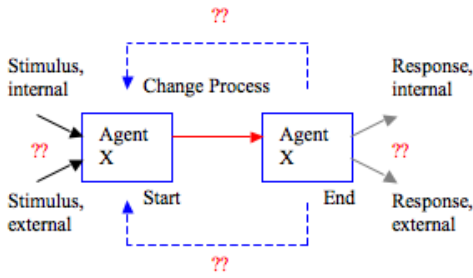 ??
Stimulus,
internal
Change Process
Response,
internal
??
Agent
X
Agent
X
??
Stimulus,
external
Start
End
Response,
external
??